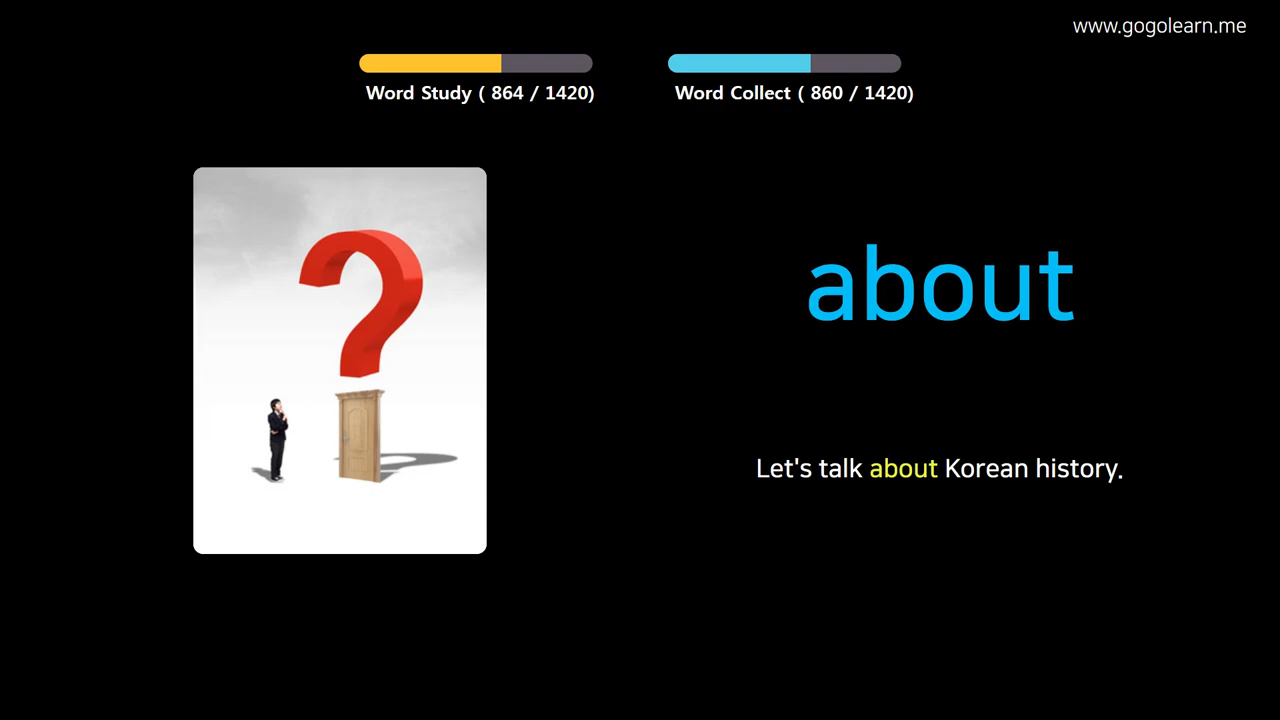 www.gogolearn.me
Word Study ( 864 / 1420)
Word Collect ( 860 / 1420)
about
Let's talk about Korean history.